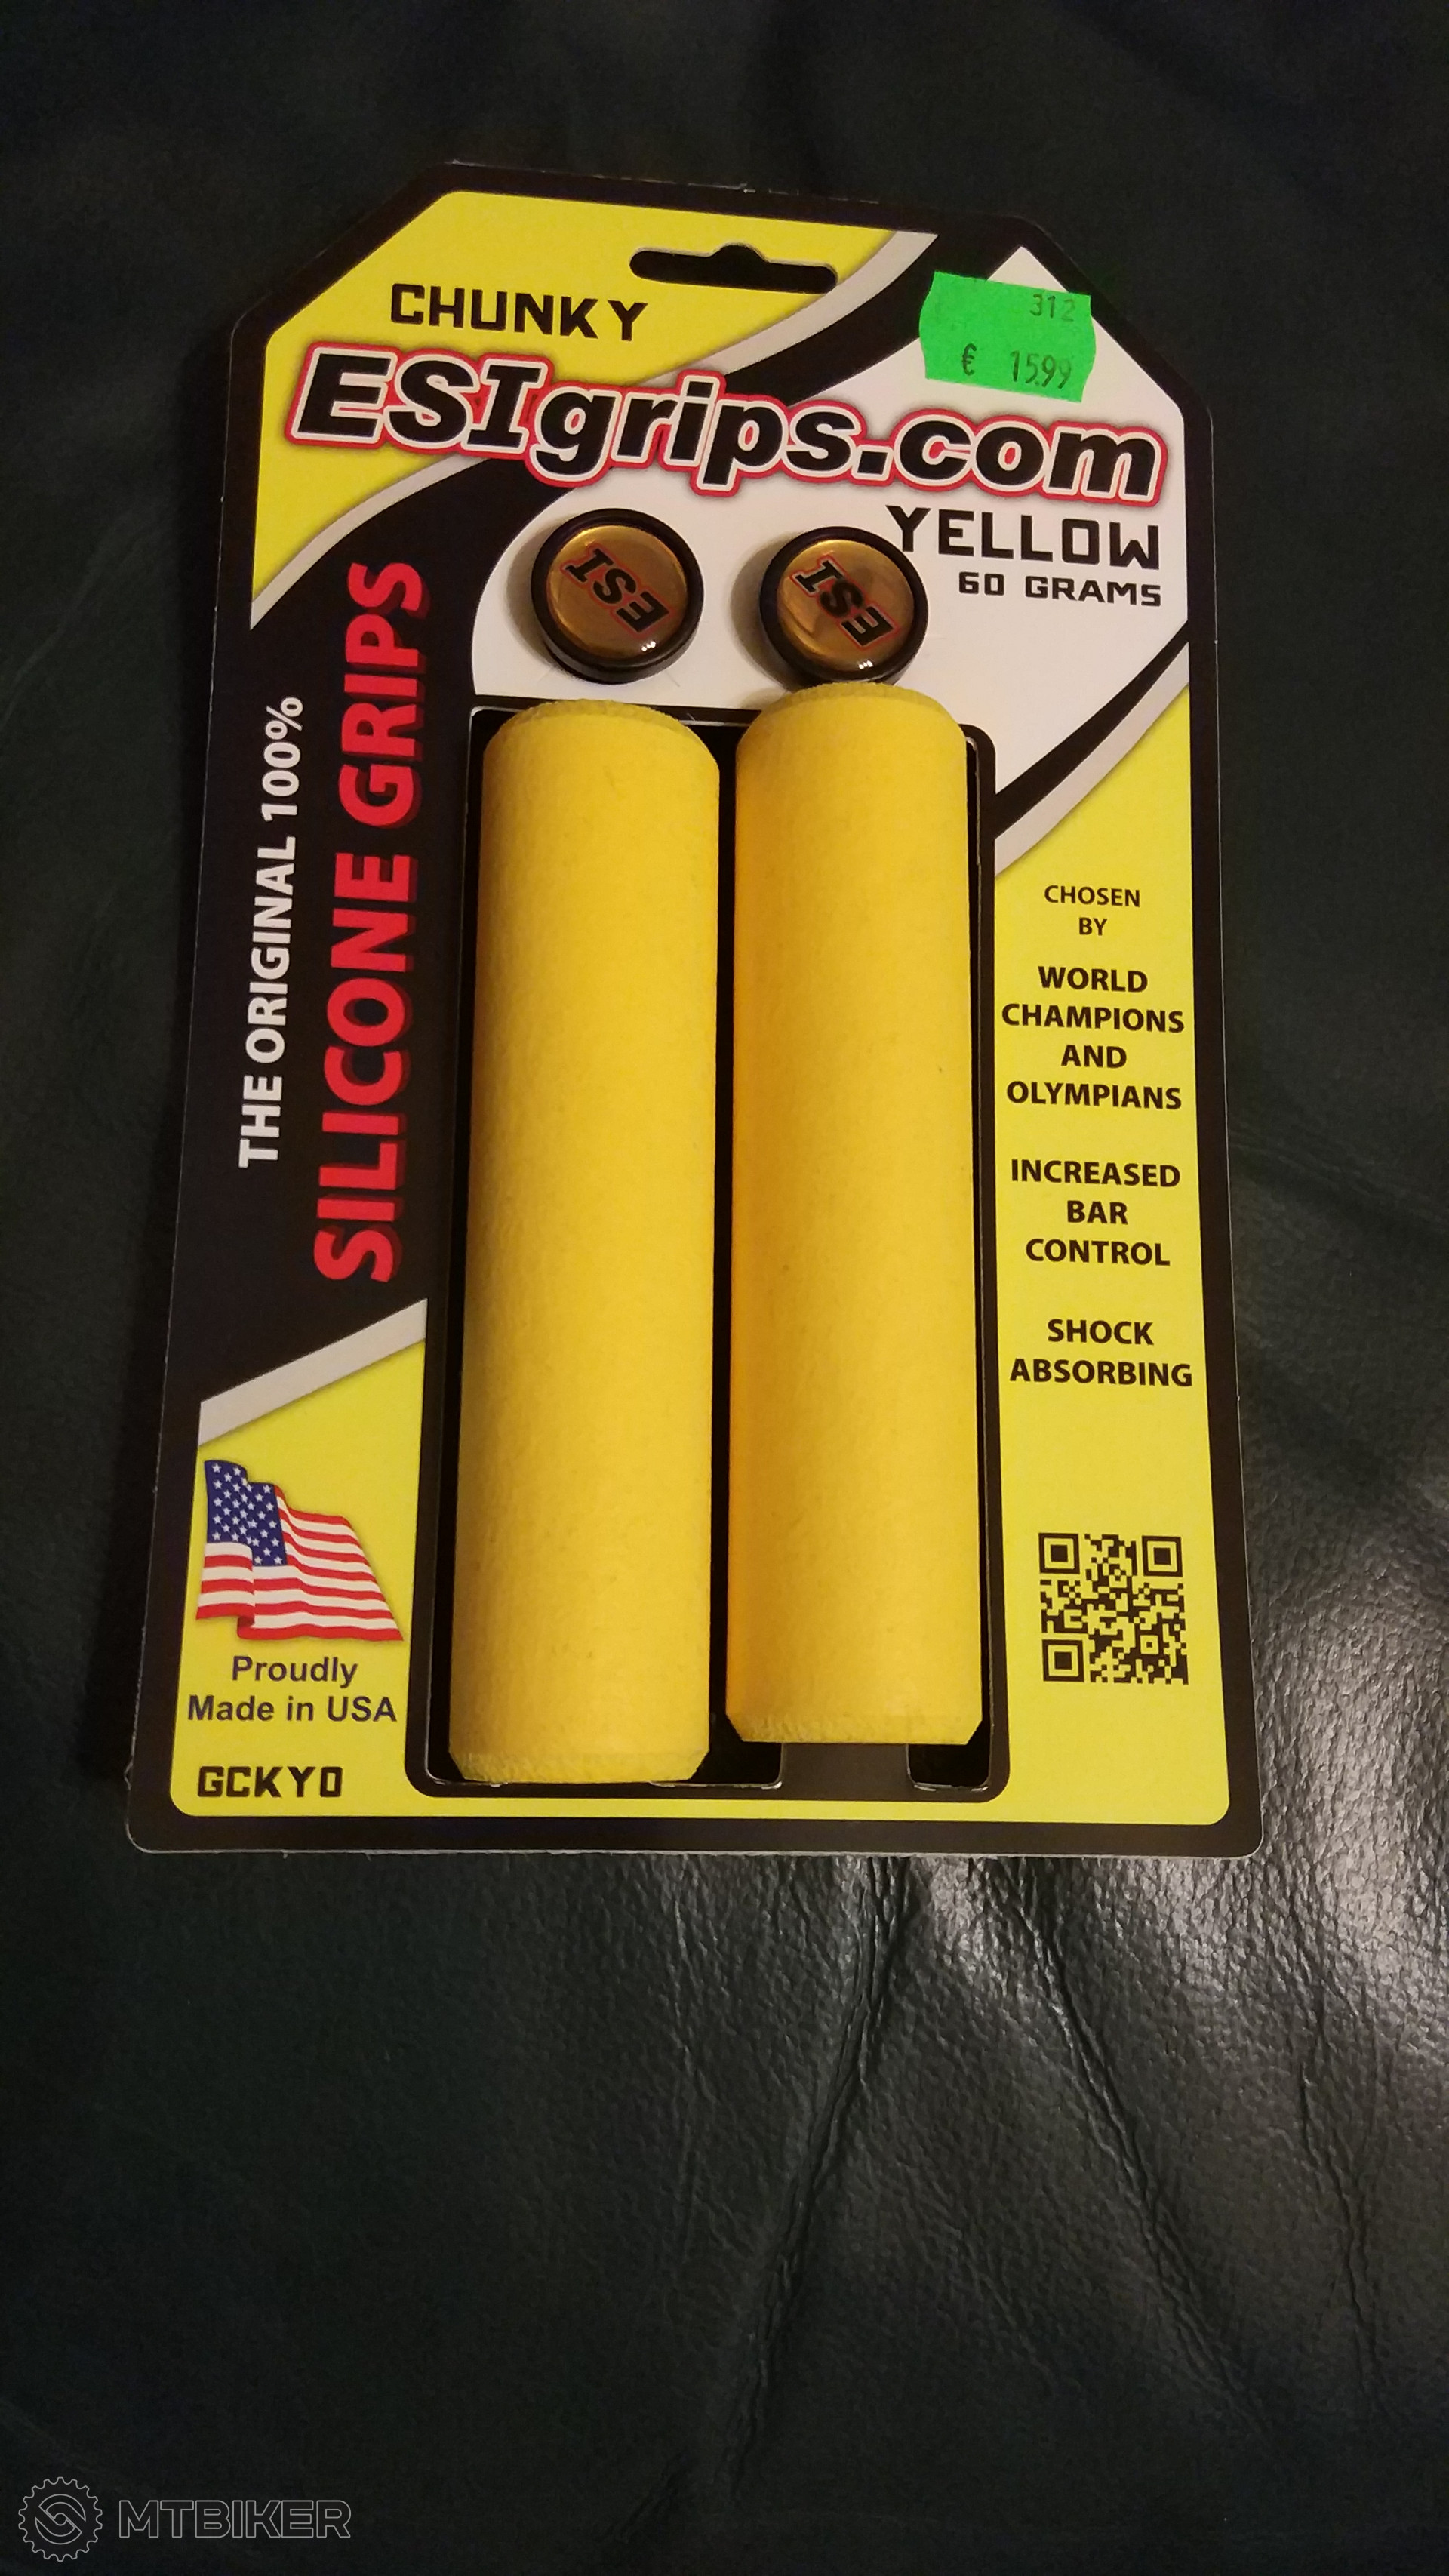 CHUNKY
312
€ 15.99
ESIgrips.com
YELLOW
60 GRAMS
ESI
ESI
THE ORIGINAL 100%
SILICONE GRIPS
CHOSEN
BY
WORLD
CHAMPIONS
AND
OLYMPIANS
INCREASED
BAR
CONTROL
SHOCK
ABSORBING
Proudly
Made in USA
GCKY0
MTBIKER